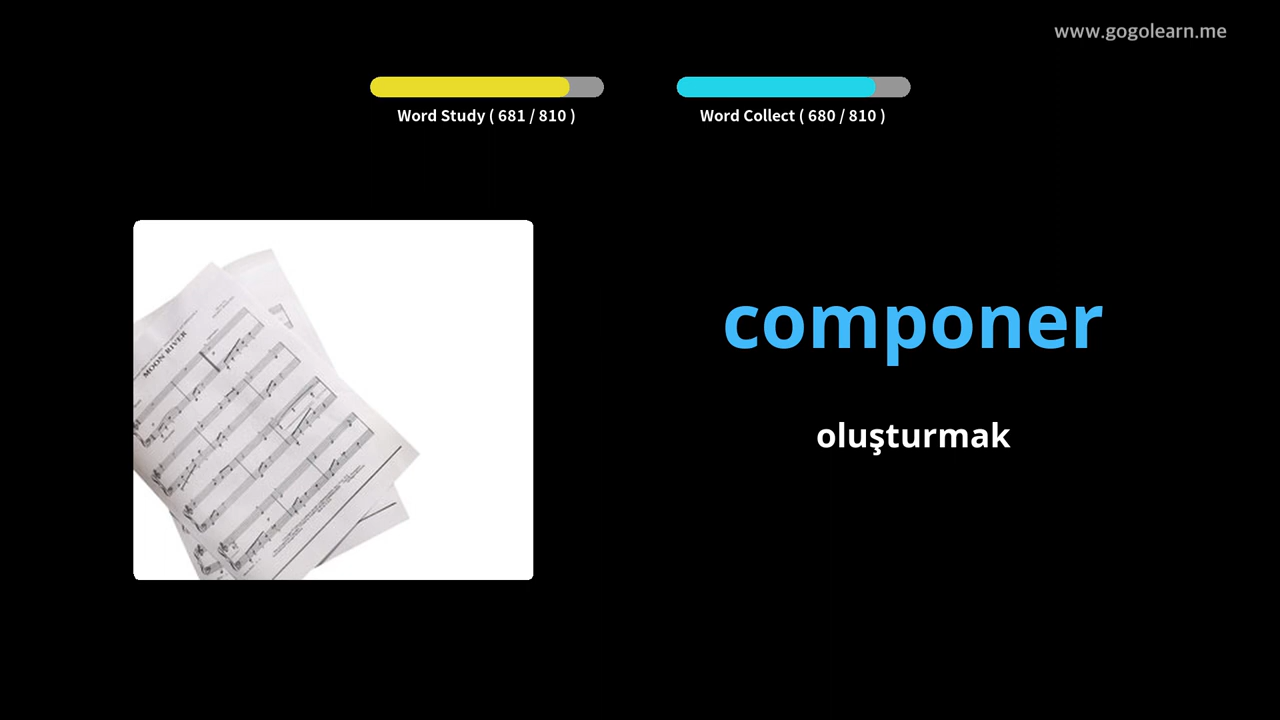 www.gogolearn.me
Word Study ( 681 / 810 )
Word Collect ( 680 / 810 )
MOON RIVER
componer
oluşturmak